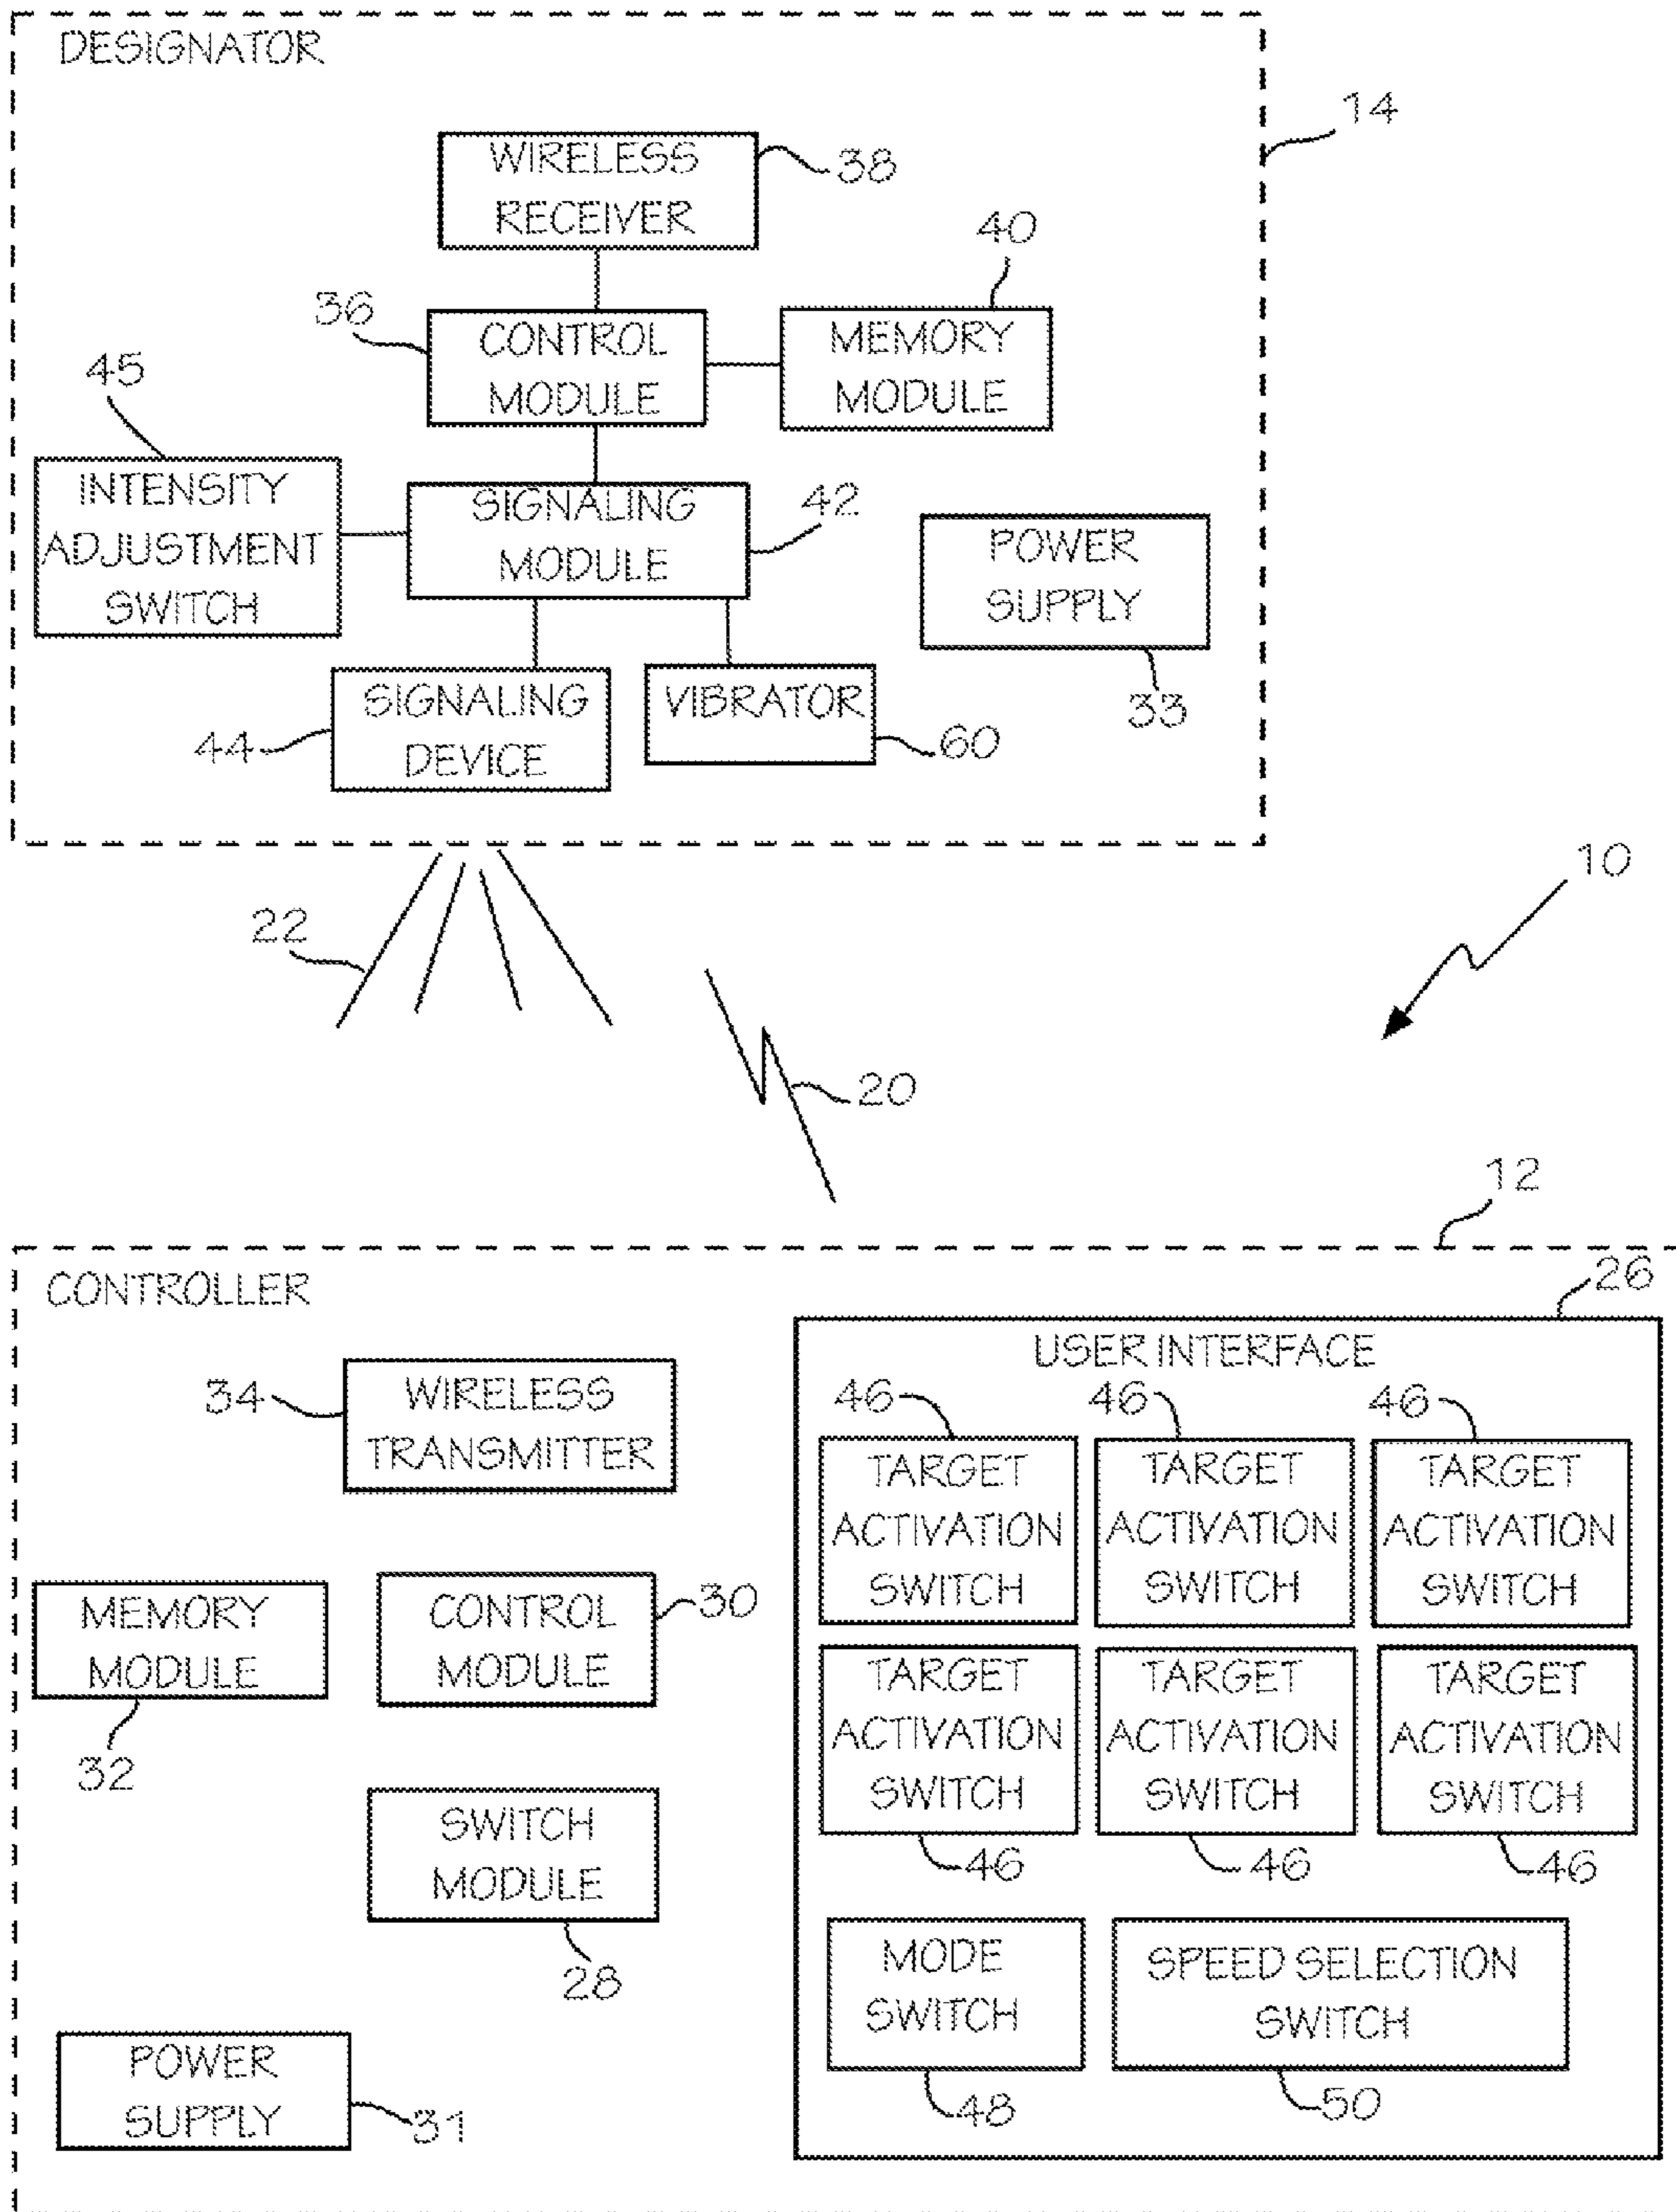 DESIGNATOR
14
WIRELESS
RECEIVER
38
40
36
CONTROL
MODULE
MEMORY
MODULE
45
INTENSITY
ADJUSTMENT
SWITCH
SIGNALING
MODULE
42
POWER
SUPPLY
33
SIGNALING
DEVICE
44
VIBRATOR
60
10
22
20
12
CONTROLLER
26
USER INTERFACE
34
WIRELESS
TRANSMITTER
46
46
46
TARGET
ACTIVATION
SWITCH
TARGET
ACTIVATION
SWITCH
TARGET
ACTIVATION
SWITCH
MEMORY
MODULE
32
CONTROL
MODULE
30
TARGET
ACTIVATION
SWITCH
TARGET
ACTIVATION
SWITCH
TARGET
ACTIVATION
SWITCH
46
46
46
SWITCH
MODULE
28
MODE
SWITCH
48
SPEED SELECTION
SWITCH
50
POWER
SUPPLY
31